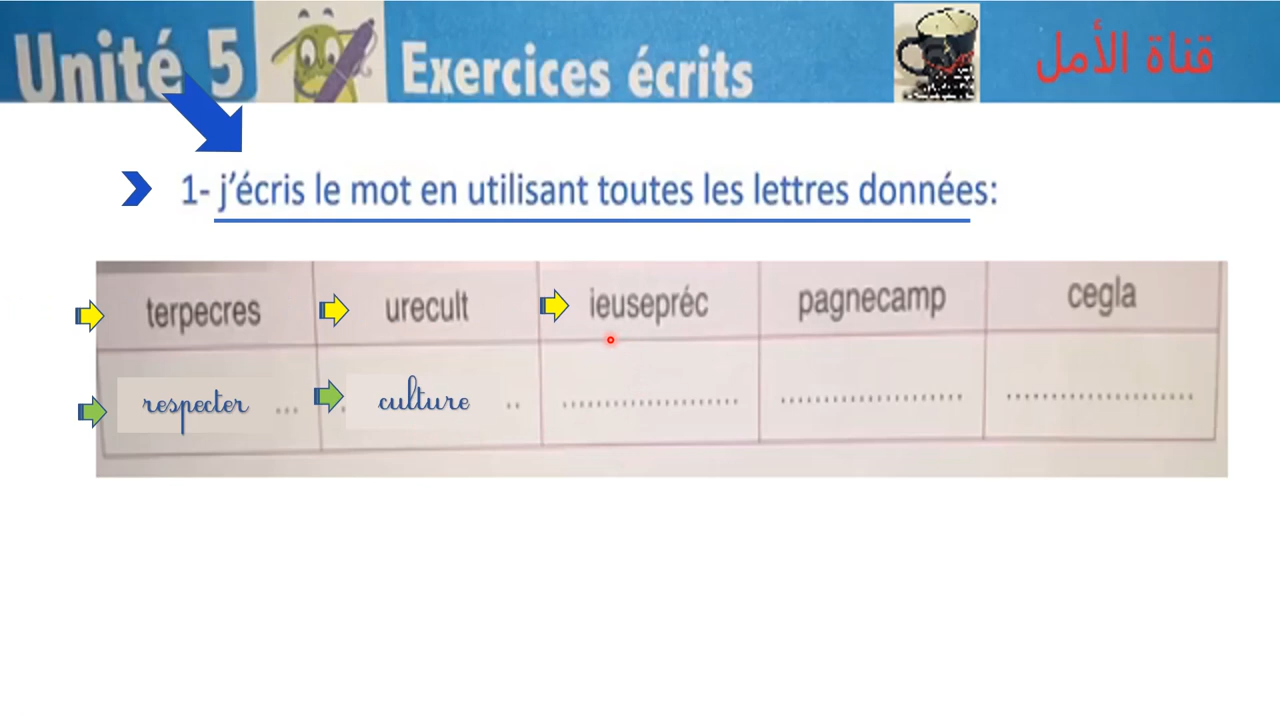 Unité 5 Exercices écrits قناة الأمل
1- j'écris le mot en utilisant toutes les lettres données:
terpecres urecult ieusepréc pagnecamp cegla
respecter ... culture .. .................... ..................... .....................